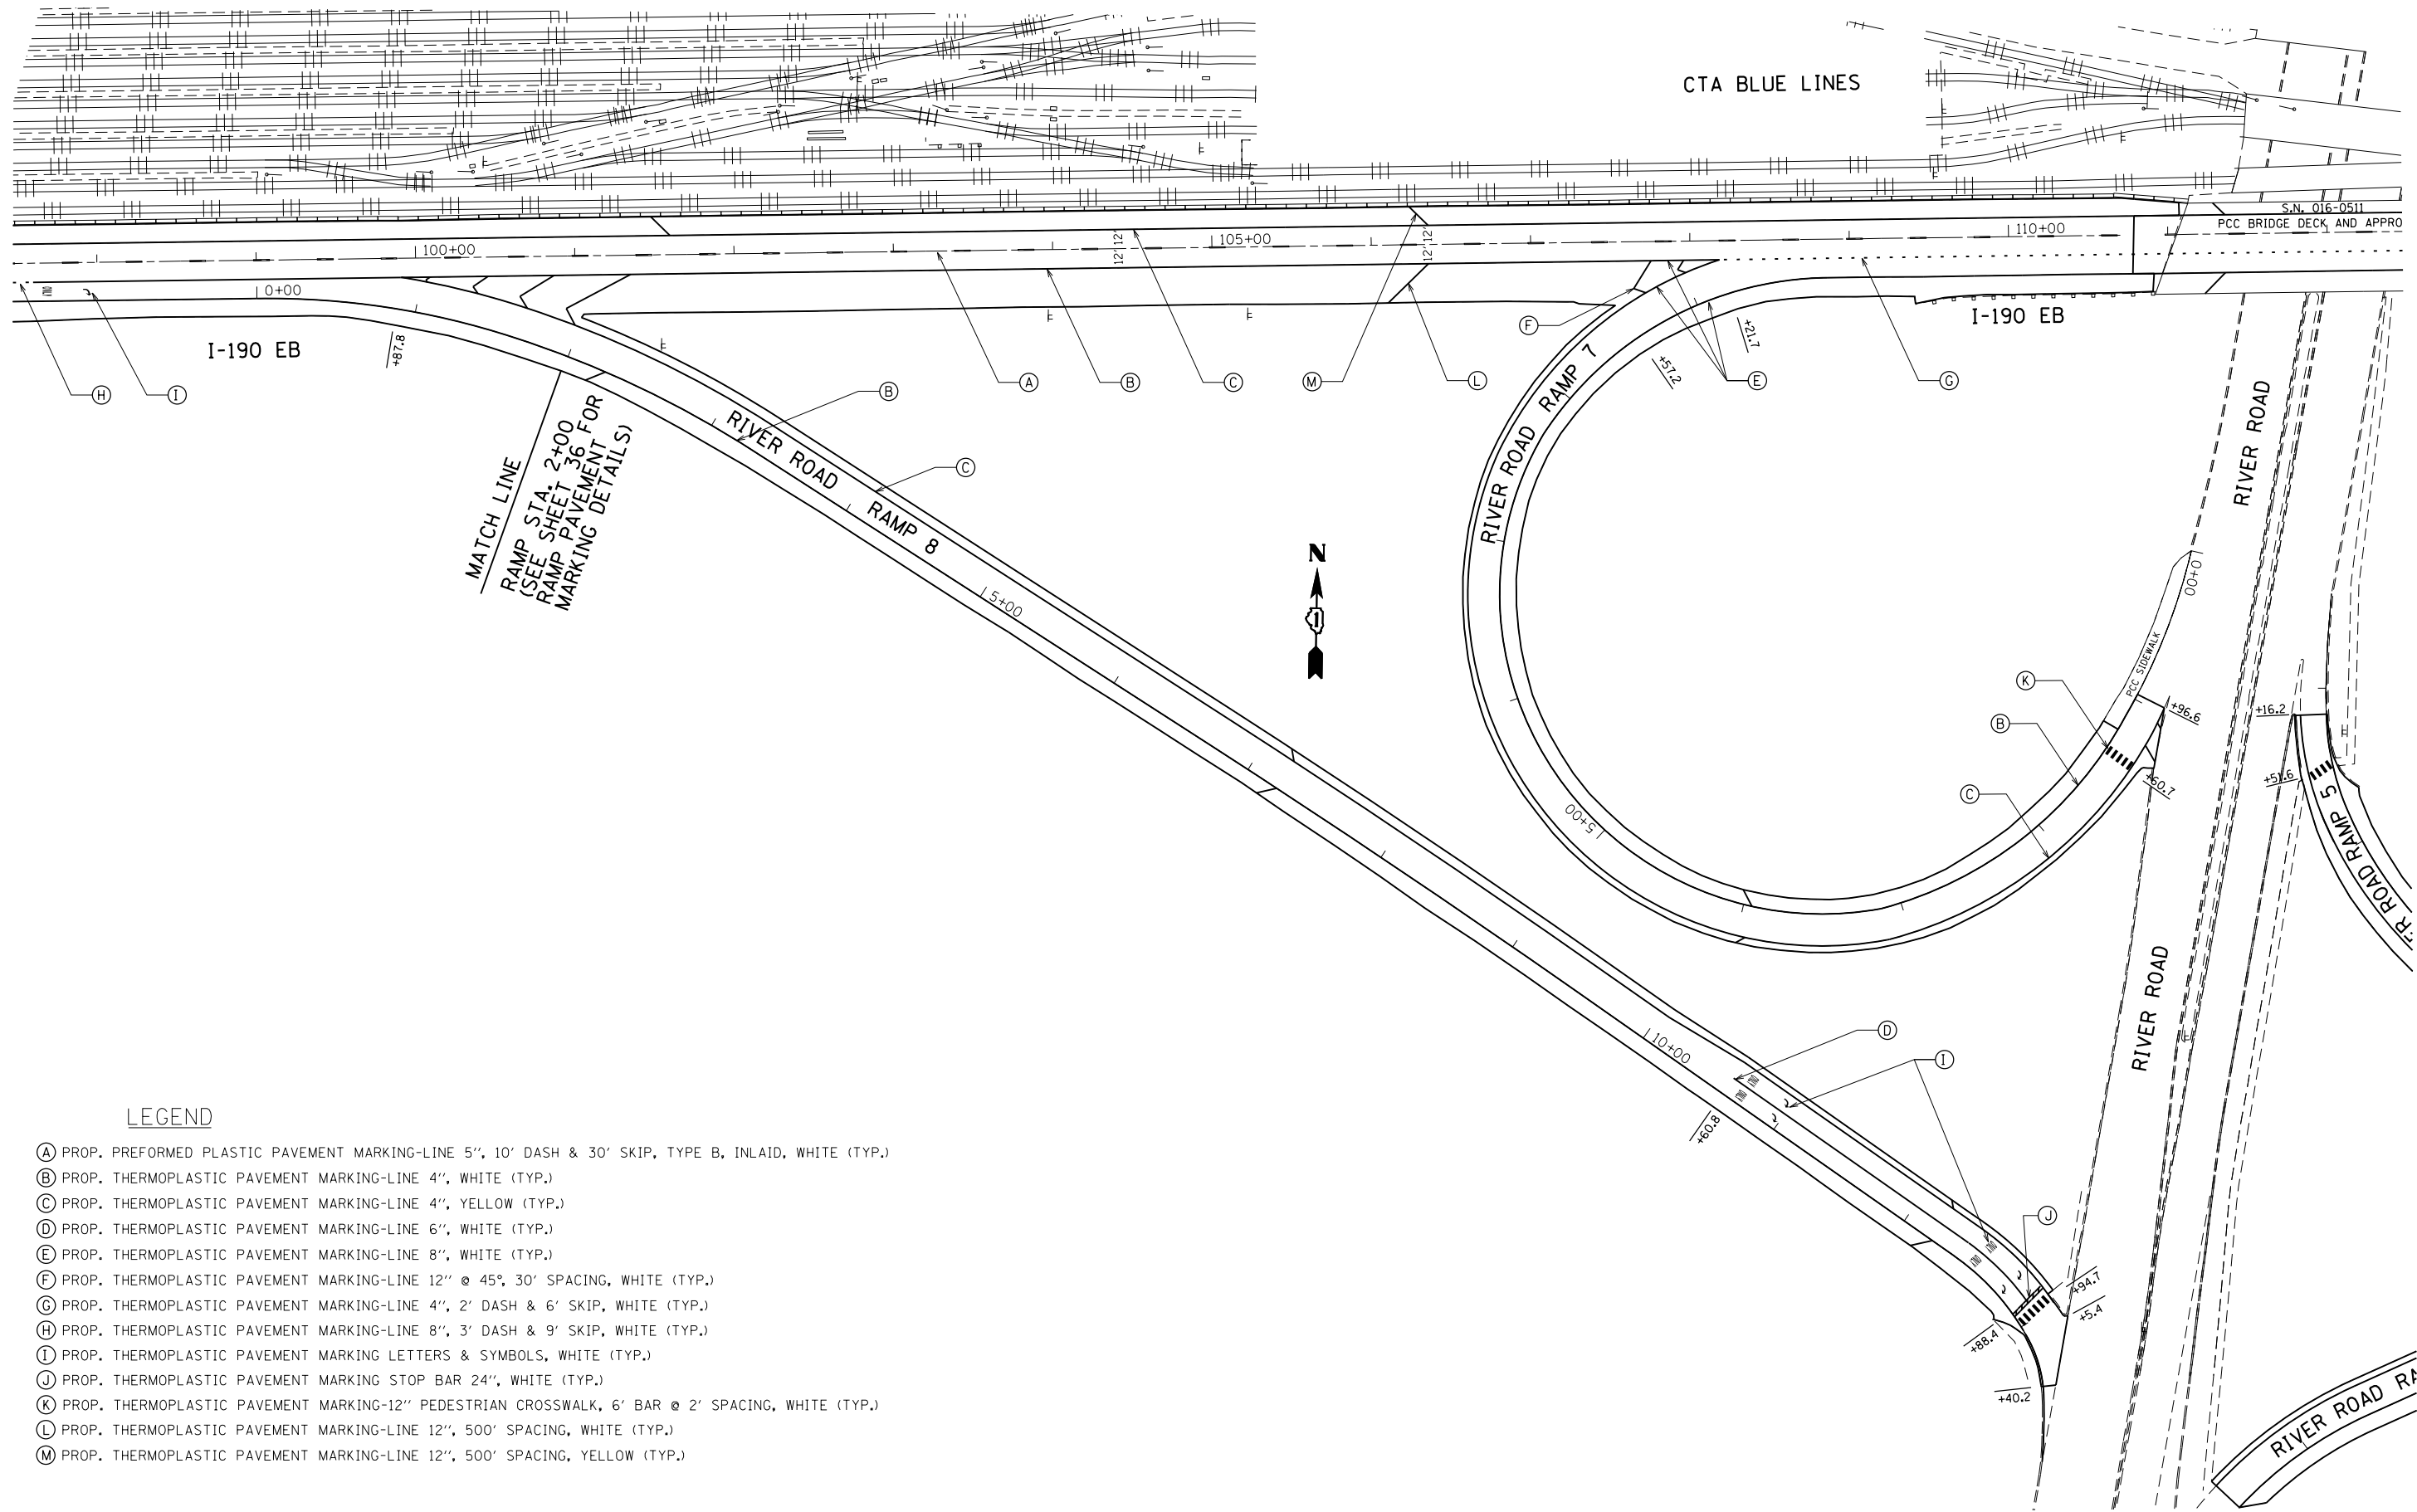 CTA BLUE LINES
S.N. 016-0511
PCC BRIDGE DECK AND APPRO
100+00
105+00
110+00
12' 12'
12' 12'
0+00
I-190 EB
I-190 EB
+87.8
+21.7
+57.2
F
E
G
H
I
A
B
C
M
L
B
C
RIVER ROAD RAMP 8
RIVER ROAD RAMP 7
RIVER ROAD
MATCH LINE
RAMP STA. 2+00
(SEE SHEET 36 FOR
RAMP PAVEMENT
MARKING DETAILS)
N
5+00
0+00
PCC SIDEWALK
K
B
C
+96.6
+16.2
+60.7
+51.6
RIVER ROAD RAMP 5
ER ROAD
5+00
RIVER ROAD
10+00
D
I
+60.8
J
+94.7
+5.4
+88.4
+40.2
RIVER ROAD RA
LEGEND
A PROP. PREFORMED PLASTIC PAVEMENT MARKING-LINE 5", 10' DASH & 30' SKIP, TYPE B, INLAID, WHITE (TYP.)
B PROP. THERMOPLASTIC PAVEMENT MARKING-LINE 4", WHITE (TYP.)
C PROP. THERMOPLASTIC PAVEMENT MARKING-LINE 4", YELLOW (TYP.)
D PROP. THERMOPLASTIC PAVEMENT MARKING-LINE 6", WHITE (TYP.)
E PROP. THERMOPLASTIC PAVEMENT MARKING-LINE 8", WHITE (TYP.)
F PROP. THERMOPLASTIC PAVEMENT MARKING-LINE 12" @ 45°, 30' SPACING, WHITE (TYP.)
G PROP. THERMOPLASTIC PAVEMENT MARKING-LINE 4", 2' DASH & 6' SKIP, WHITE (TYP.)
H PROP. THERMOPLASTIC PAVEMENT MARKING-LINE 8", 3' DASH & 9' SKIP, WHITE (TYP.)
I PROP. THERMOPLASTIC PAVEMENT MARKING LETTERS & SYMBOLS, WHITE (TYP.)
J PROP. THERMOPLASTIC PAVEMENT MARKING STOP BAR 24", WHITE (TYP.)
K PROP. THERMOPLASTIC PAVEMENT MARKING-12" PEDESTRIAN CROSSWALK, 6' BAR @ 2' SPACING, WHITE (TYP.)
L PROP. THERMOPLASTIC PAVEMENT MARKING-LINE 12", 500' SPACING, WHITE (TYP.)
M PROP. THERMOPLASTIC PAVEMENT MARKING-LINE 12", 500' SPACING, YELLOW (TYP.)